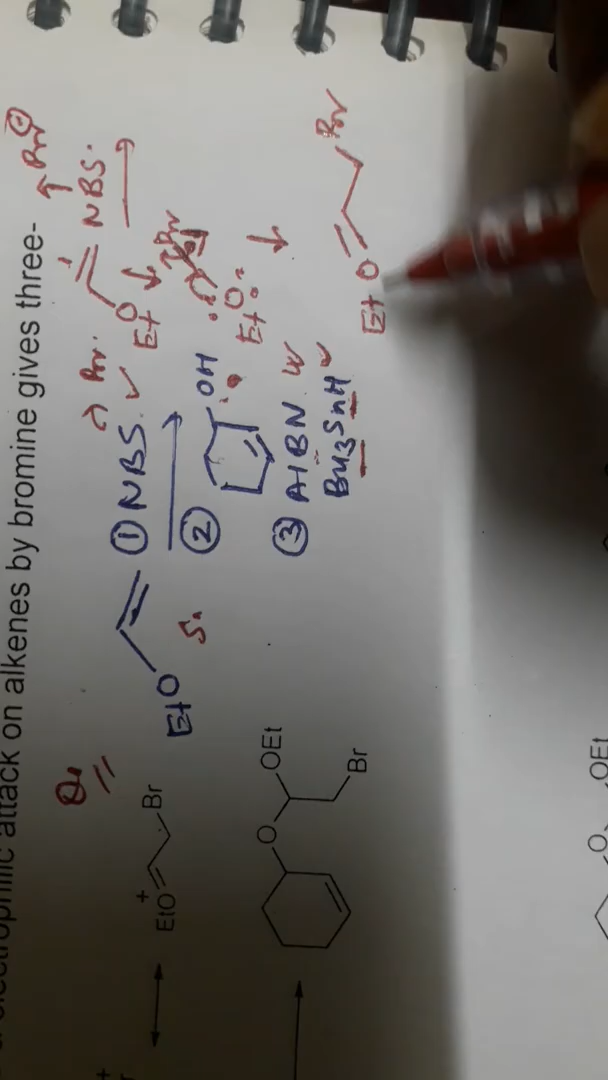 electrophilic attack on alkenes by bromine gives three-
EtO
① NBS.
②
OH
③ AIBN
Bu3SnH
NBS.
Br⊖
Br·
EtO
EtO
EtO
Br
Br
EtO+
Br
O
OEt
Br
O
OEt
+